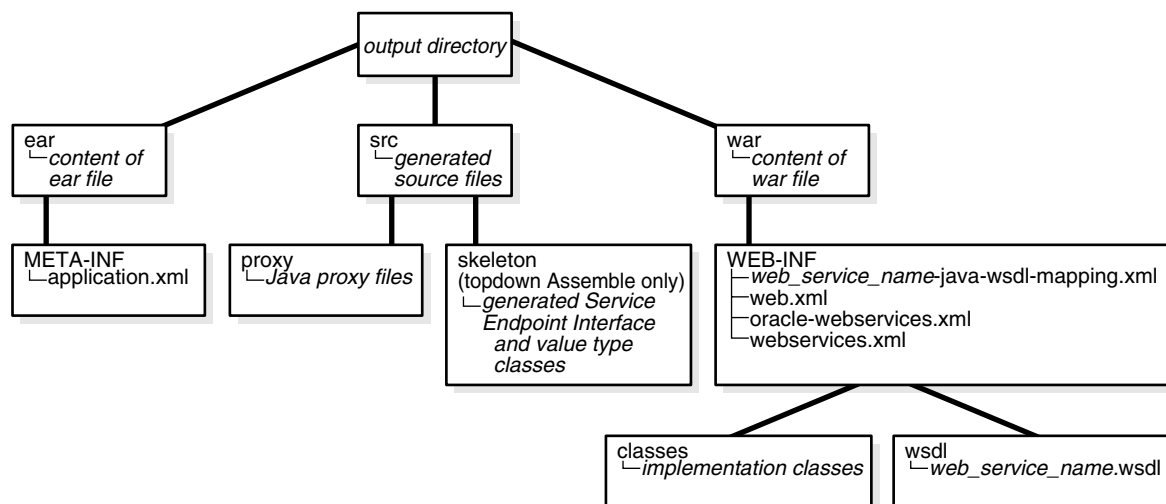 output directory
ear
content of
ear file
src
generated
source files
war
content of
war file
META-INF
application.xml
proxy
Java proxy files
skeleton
(topdown Assemble only)
generated Service
Endpoint Interface
and value type
classes
WEB-INF
web_service_name-java-wsdl-mapping.xml
web.xml
oracle-webservices.xml
webservices.xml
classes
implementation classes
wsdl
web_service_name.wsdl